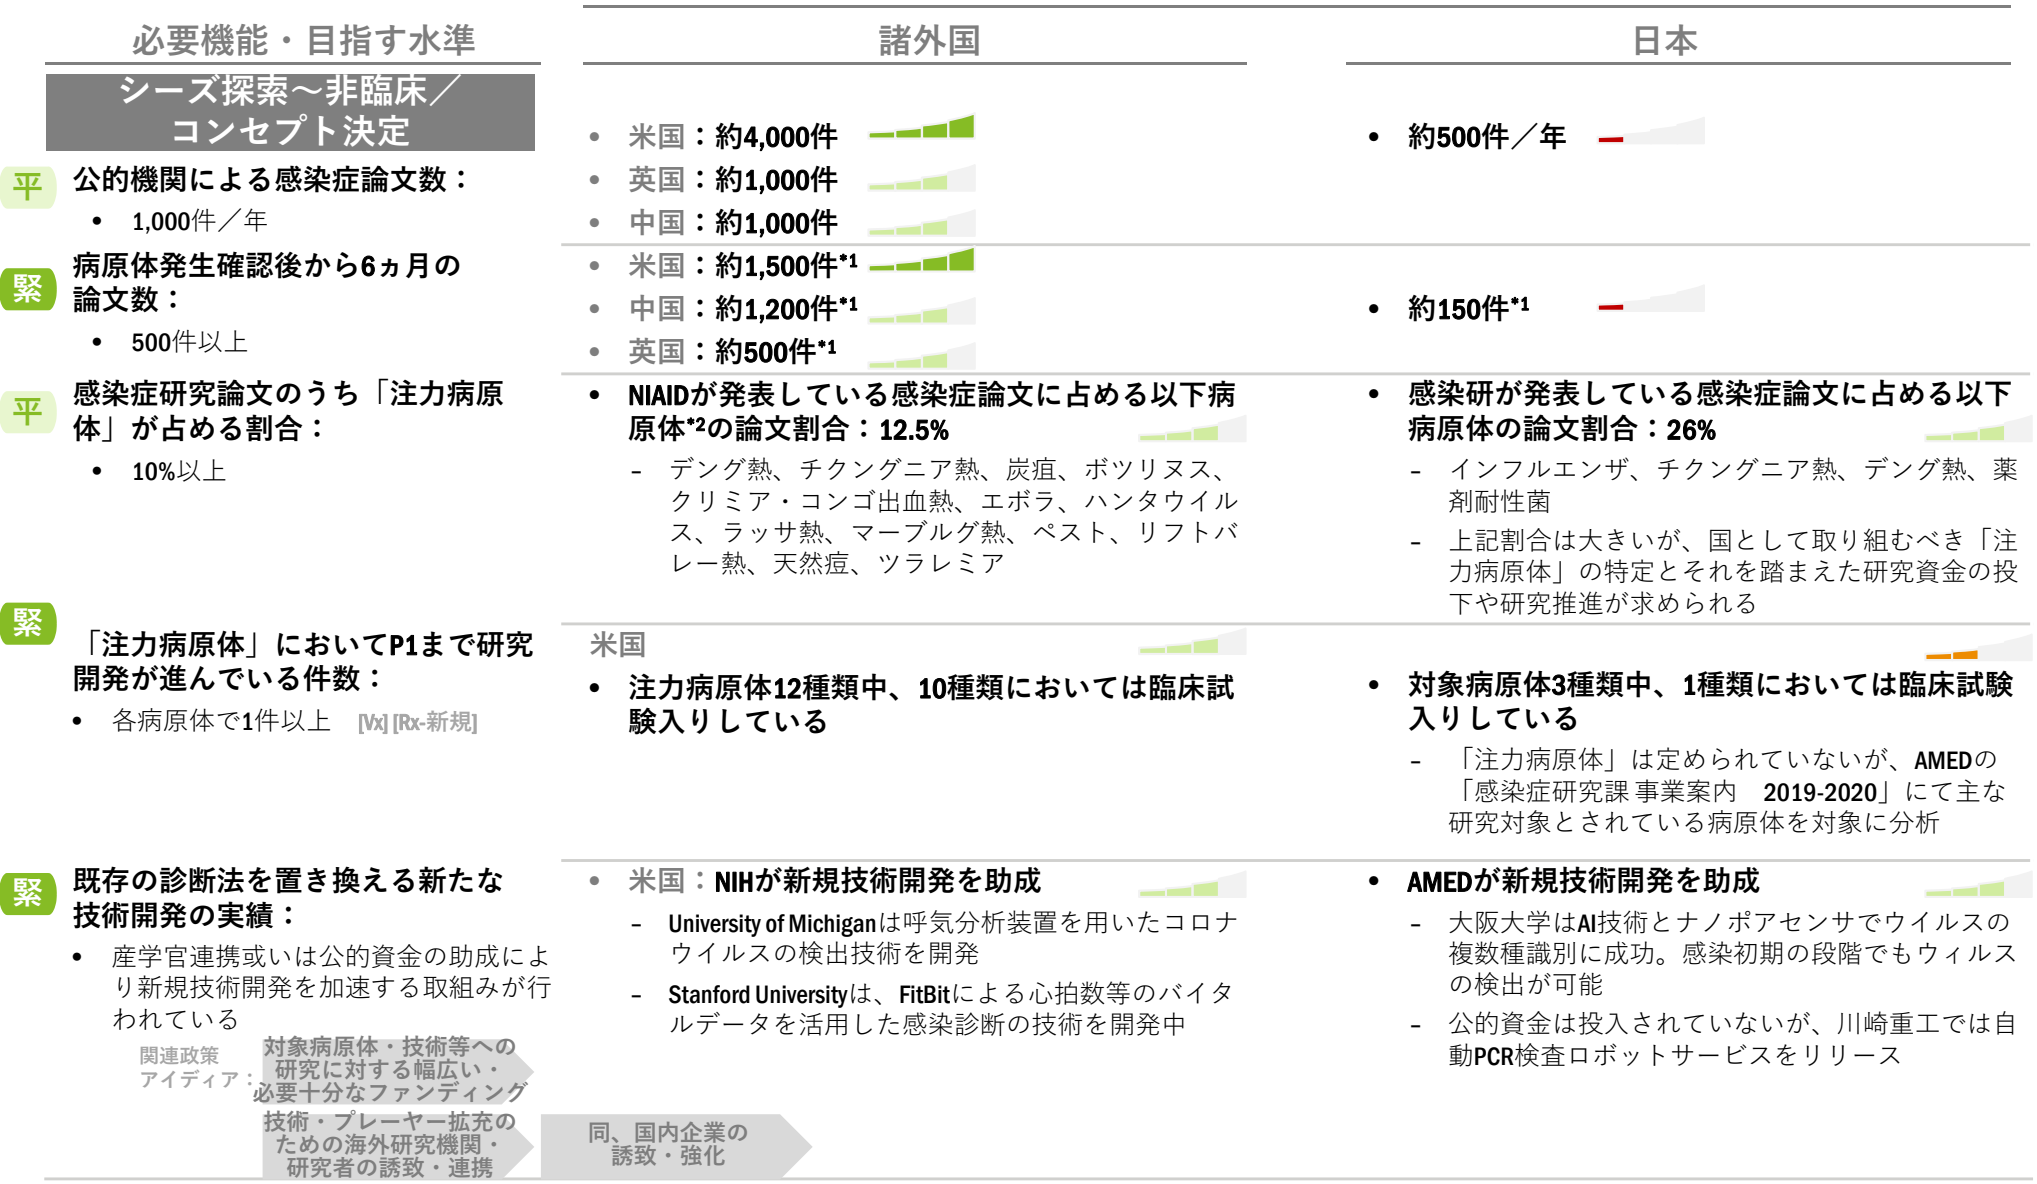 必要機能・目指す水準
諸外国
日本
シーズ探索～非臨床／
コンセプト決定
平
公的機関による感染症論文数：
• 1,000件／年
• 米国：約4,000件
• 英国：約1,000件
• 中国：約1,000件
• 約500件／年
緊
病原体発生確認後から6ヵ月の
論文数：
• 500件以上
• 米国：約1,500件*1
• 中国：約1,200件*1
• 英国：約500件*1
• 約150件*1
平
感染症研究論文のうち「注力病原
体」が占める割合：
• 10%以上
• NIAIDが発表している感染症論文に占める以下病
原体*2の論文割合：12.5%
– デング熱、チクングニア熱、炭疽、ボツリヌス、
クリミア・コンゴ出血熱、エボラ、ハンタウイル
ス、ラッサ熱、マーブルグ熱、ペスト、リフトバ
レー熱、天然痘、ツラレミア
• 感染研が発表している感染症論文に占める以下
病原体の論文割合：26%
– インフルエンザ、チクングニア熱、デング熱、薬
剤耐性菌
– 上記割合は大きいが、国として取り組むべき「注
力病原体」の特定とそれを踏まえた研究資金の投
下や研究推進が求められる
緊
「注力病原体」においてP1まで研究
開発が進んでいる件数：
• 各病原体で1件以上 [Vx] [Rx-新規]
米国
• 注力病原体12種類中、10種類においては臨床試
験入りしている
• 対象病原体3種類中、1種類においては臨床試験
入りしている
– 「注力病原体」は定められていないが、AMEDの
「感染症研究課 事業案内　2019-2020」にて主な
研究対象とされている病原体を対象に分析
緊
既存の診断法を置き換える新たな
技術開発の実績：
• 産学官連携或いは公的資金の助成によ
り新規技術開発を加速する取組みが行
われている
• 米国：NIHが新規技術開発を助成
– University of Michiganは呼気分析装置を用いたコロナ
ウイルスの検出技術を開発
– Stanford Universityは、FitBitによる心拍数等のバイタ
ルデータを活用した感染診断の技術を開発中
• AMEDが新規技術開発を助成
– 大阪大学はAI技術とナノポアセンサでウイルスの
複数種識別に成功。感染初期の段階でもウィルス
の検出が可能
– 公的資金は投入されていないが、川崎重工では自
動PCR検査ロボットサービスをリリース
関連政策
アイディア：
対象病原体・技術等への
研究に対する幅広い・
必要十分なファンディング
技術・プレーヤー拡充の
ための海外研究機関・
研究者の誘致・連携
同、国内企業の
誘致・強化